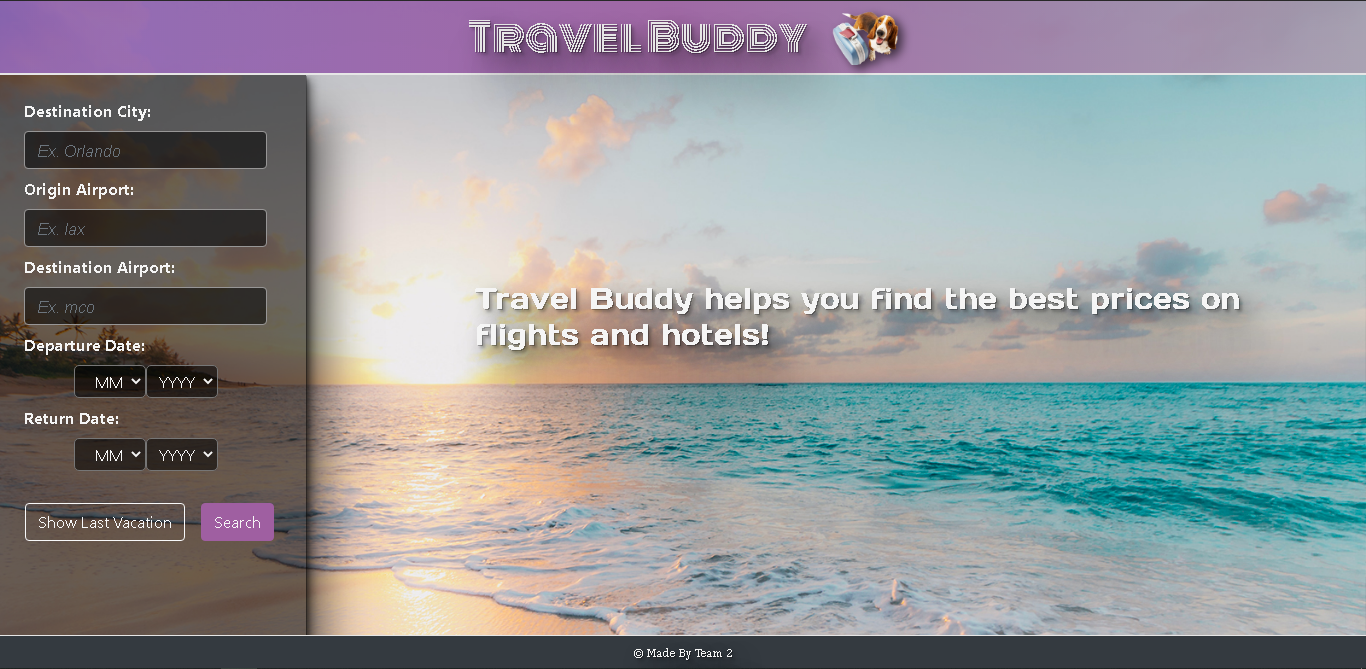 Travel Buddy
Destination City:
Ex. Orlando
Origin Airport:
Ex. lax
Destination Airport:
Ex. mco
Departure Date:
MM YYYY
Return Date:
MM YYYY
Show Last Vacation Search
Travel Buddy helps you find the best prices on
flights and hotels!
© Made By Team 2